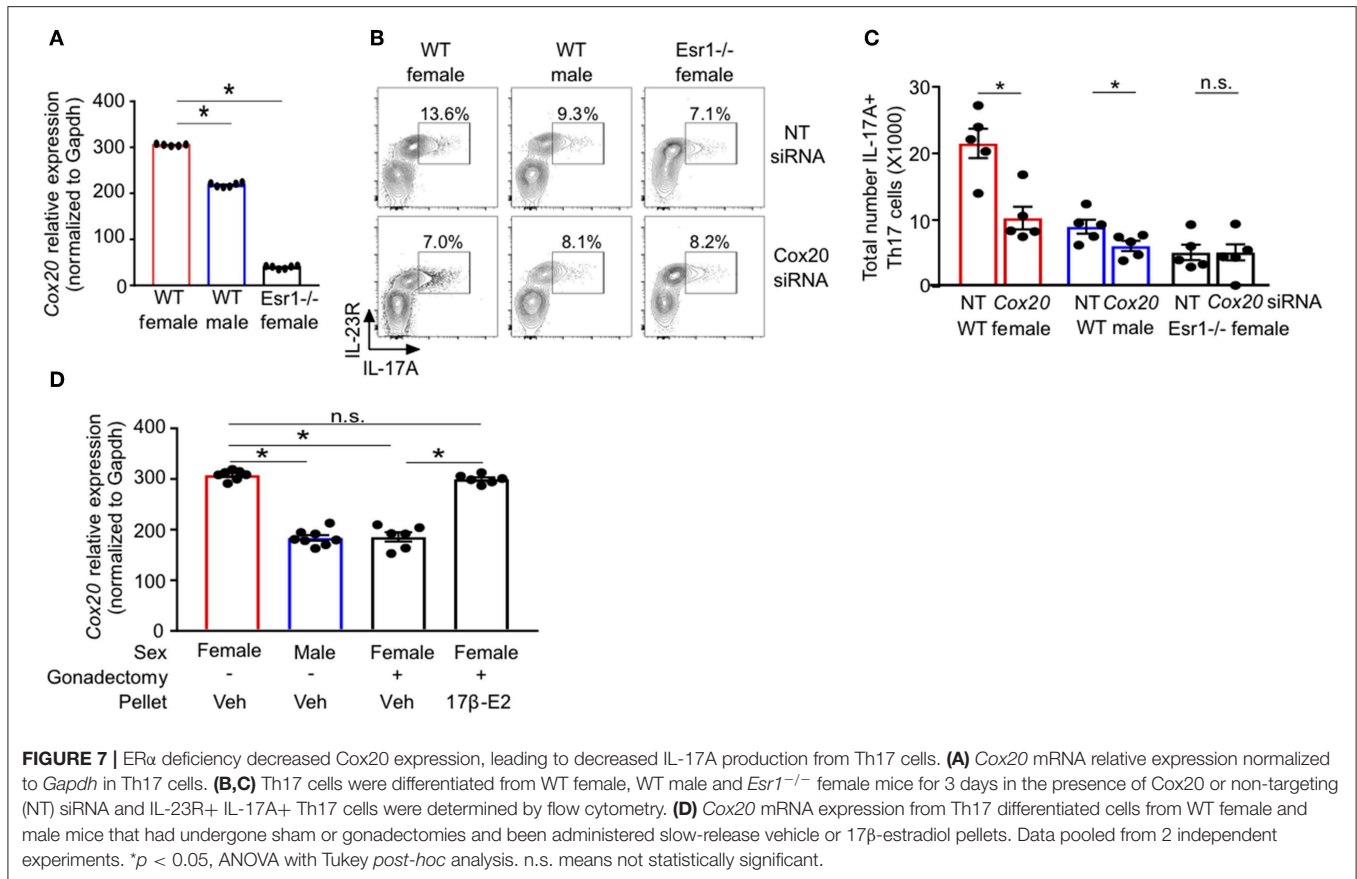 A
Cox20 relative expression
(normalized to Gapdh)
400
300
200
100
0
*
*
WT
female
WT
male
Esr1-/-
female
B
WT
female
WT
male
Esr1-/-
female
13.6%
9.3%
7.1%
NT
siRNA
7.0%
8.1%
8.2%
Cox20
siRNA
IL-23R
IL-17A
C
Total number IL-17A+
Th17 cells (X1000)
30
20
10
0
*
*
n.s.
NT Cox20 NT Cox20 NT Cox20 siRNA
WT female WT male Esr1-/- female
D
Cox20 relative expression
(normalized to Gapdh)
400
300
200
100
0
n.s.
*
*
*
Sex Female Male Female Female
Gonadectomy - - + +
Pellet Veh Veh Veh 17β-E2
FIGURE 7 | ERα deficiency decreased Cox20 expression, leading to decreased IL-17A production from Th17 cells. (A) Cox20 mRNA relative expression normalized
to Gapdh in Th17 cells. (B,C) Th17 cells were differentiated from WT female, WT male and Esr1−/− female mice for 3 days in the presence of Cox20 or non-targeting
(NT) siRNA and IL-23R+ IL-17A+ Th17 cells were determined by flow cytometry. (D) Cox20 mRNA expression from Th17 differentiated cells from WT female and
male mice that had undergone sham or gonadectomies and been administered slow-release vehicle or 17β-estradiol pellets. Data pooled from 2 independent
experiments. *p < 0.05, ANOVA with Tukey post-hoc analysis. n.s. means not statistically significant.